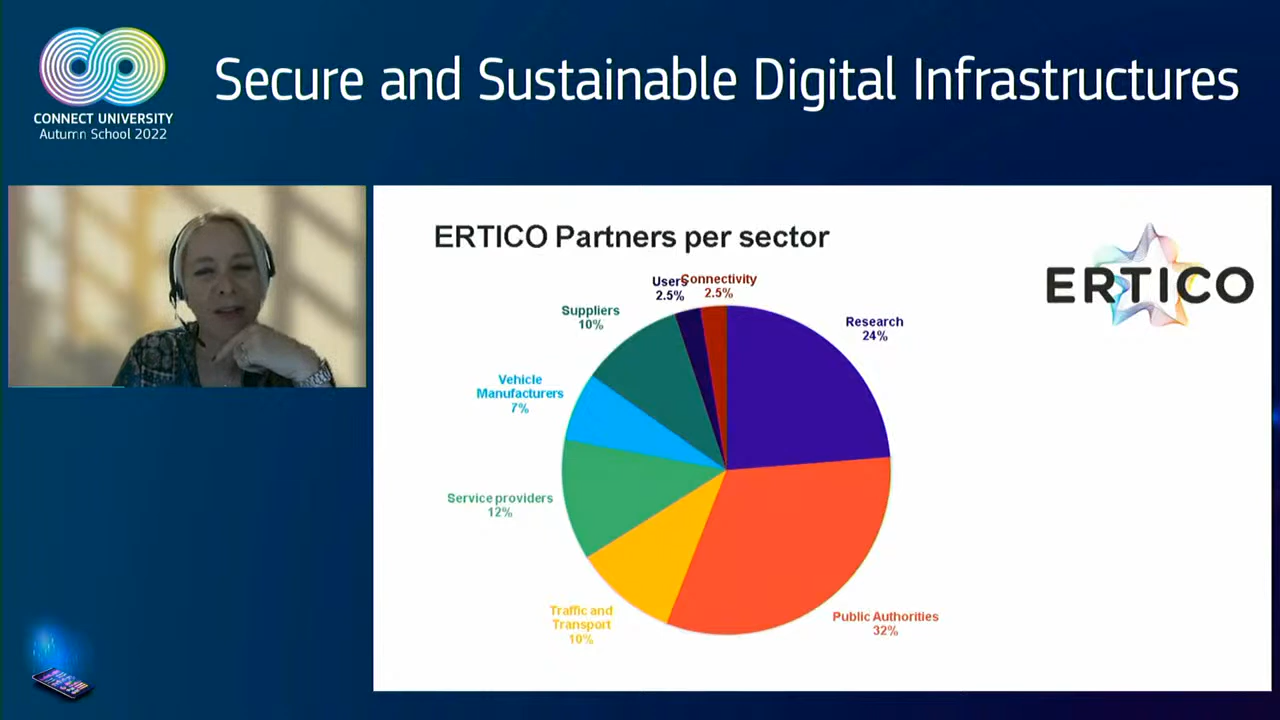 Secure and Sustainable Digital Infrastructures
CONNECT UNIVERSITY
Autumn School 2022
ERTICO Partners per sector
ERTICO
Users
2.5%
Connectivity
2.5%
Suppliers
10%
Research
24%
Vehicle
Manufacturers
7%
Service providers
12%
Traffic and
Transport
10%
Public Authorities
32%